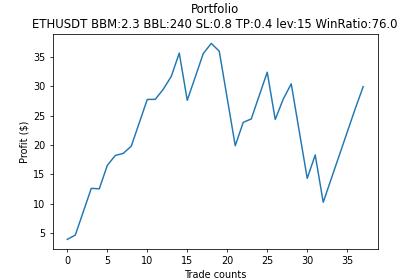 Portfolio
ETHUSDT BBM:2.3 BBL:240 SL:0.8 TP:0.4 lev:15 WinRatio:76.0
35
30
25
20
15
10
5
Profit ($)
0 5 10 15 20 25 30 35
Trade counts